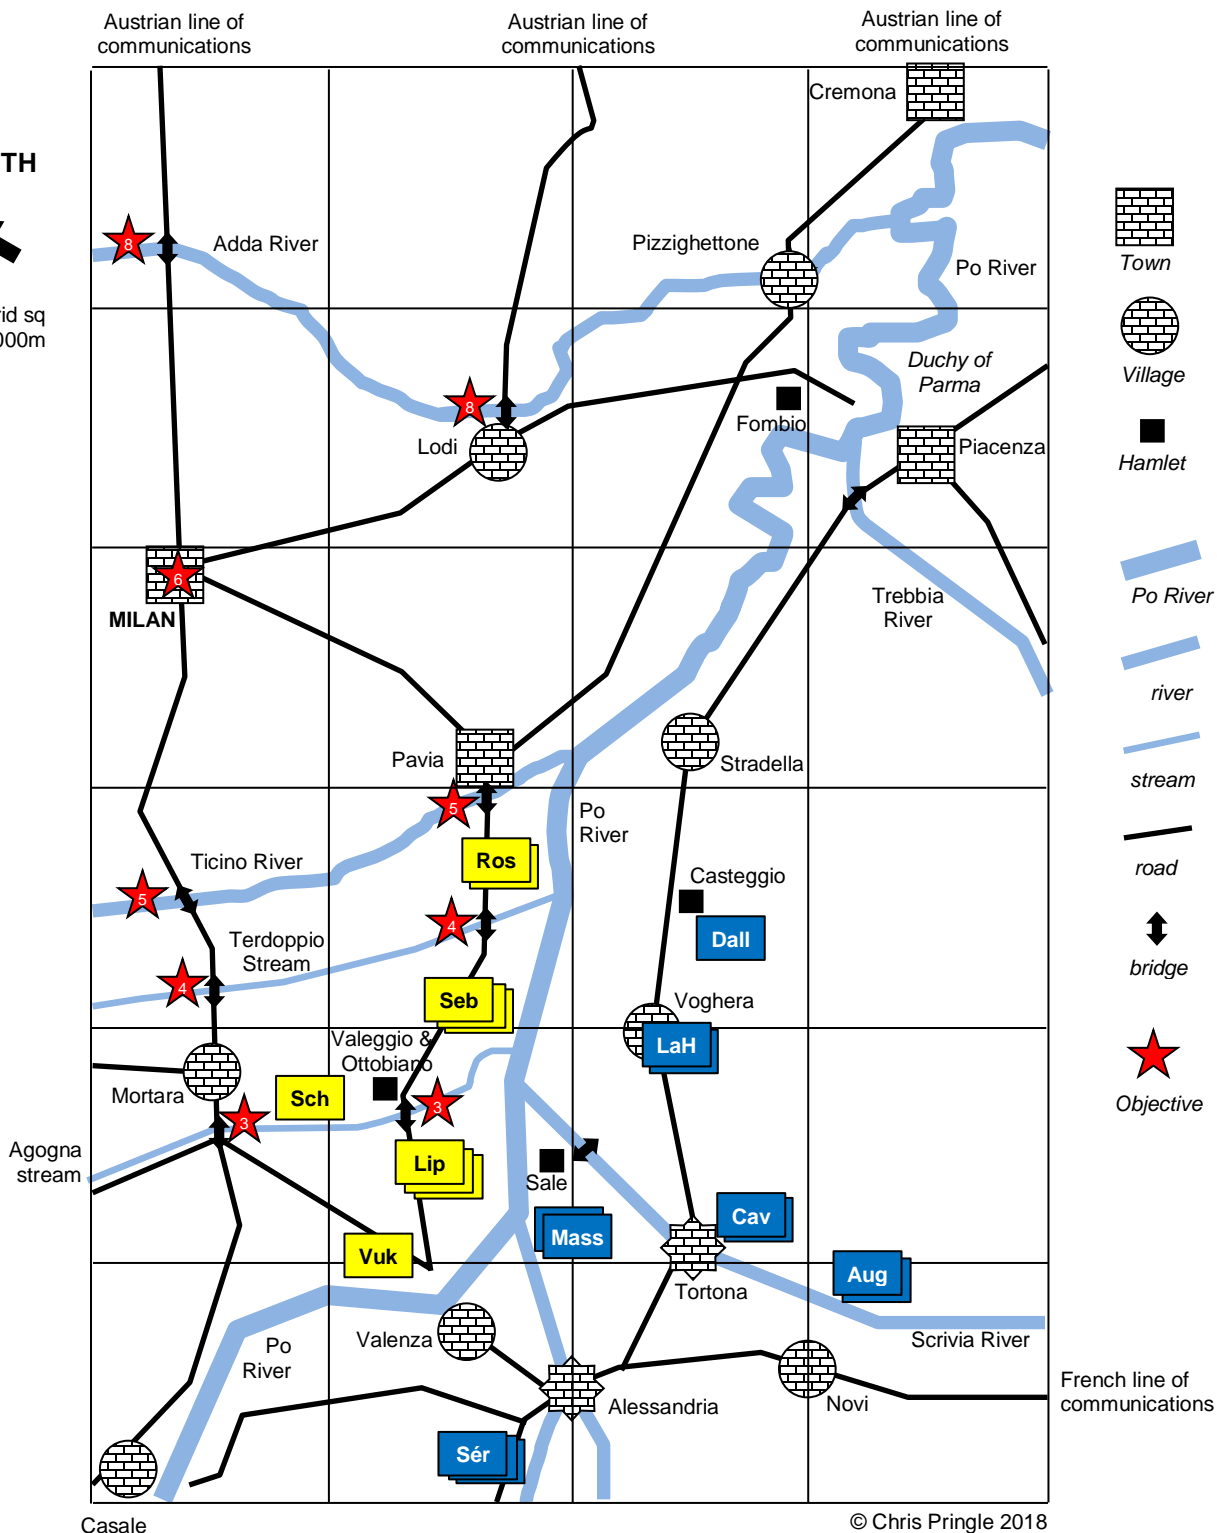 Austrian line of
communications
Austrian line of
communications
Austrian line of
communications
Cremona
TH
8
Adda River
Pizzighettone
Po River
Town
rid sq
000m
Duchy of
Parma
Village
8
Lodi
Fombio
Piacenza
Hamlet
6
MILAN
Trebbia
River
Po River
river
Pavia
Stradella
stream
5
Po
River
Ticino River
Ros
road
5
Casteggio
4
Dall
Terdoppio
Stream
bridge
4
Seb
Voghera
Valeggio &
Ottobiano
LaH
Mortara
Sch
3
3
Objective
Agogna
stream
Lip
Sale
Mass
Cav
Vuk
Aug
Tortona
Valenza
Scrivia River
Po
River
Alessandria
Novi
French line of
communications
Sér
Casale
© Chris Pringle 2018